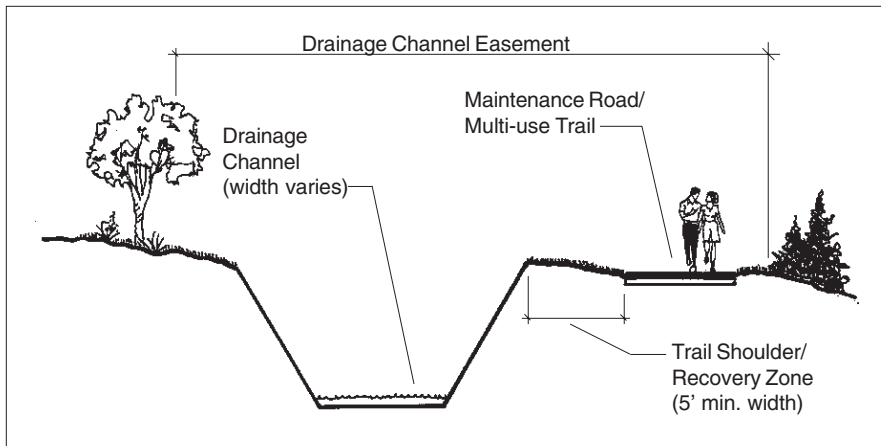 Drainage Channel Easement
Maintenance Road/
Multi-use Trail
Drainage
Channel
(width varies)
Trail Shoulder/
Recovery Zone
(5' min. width)